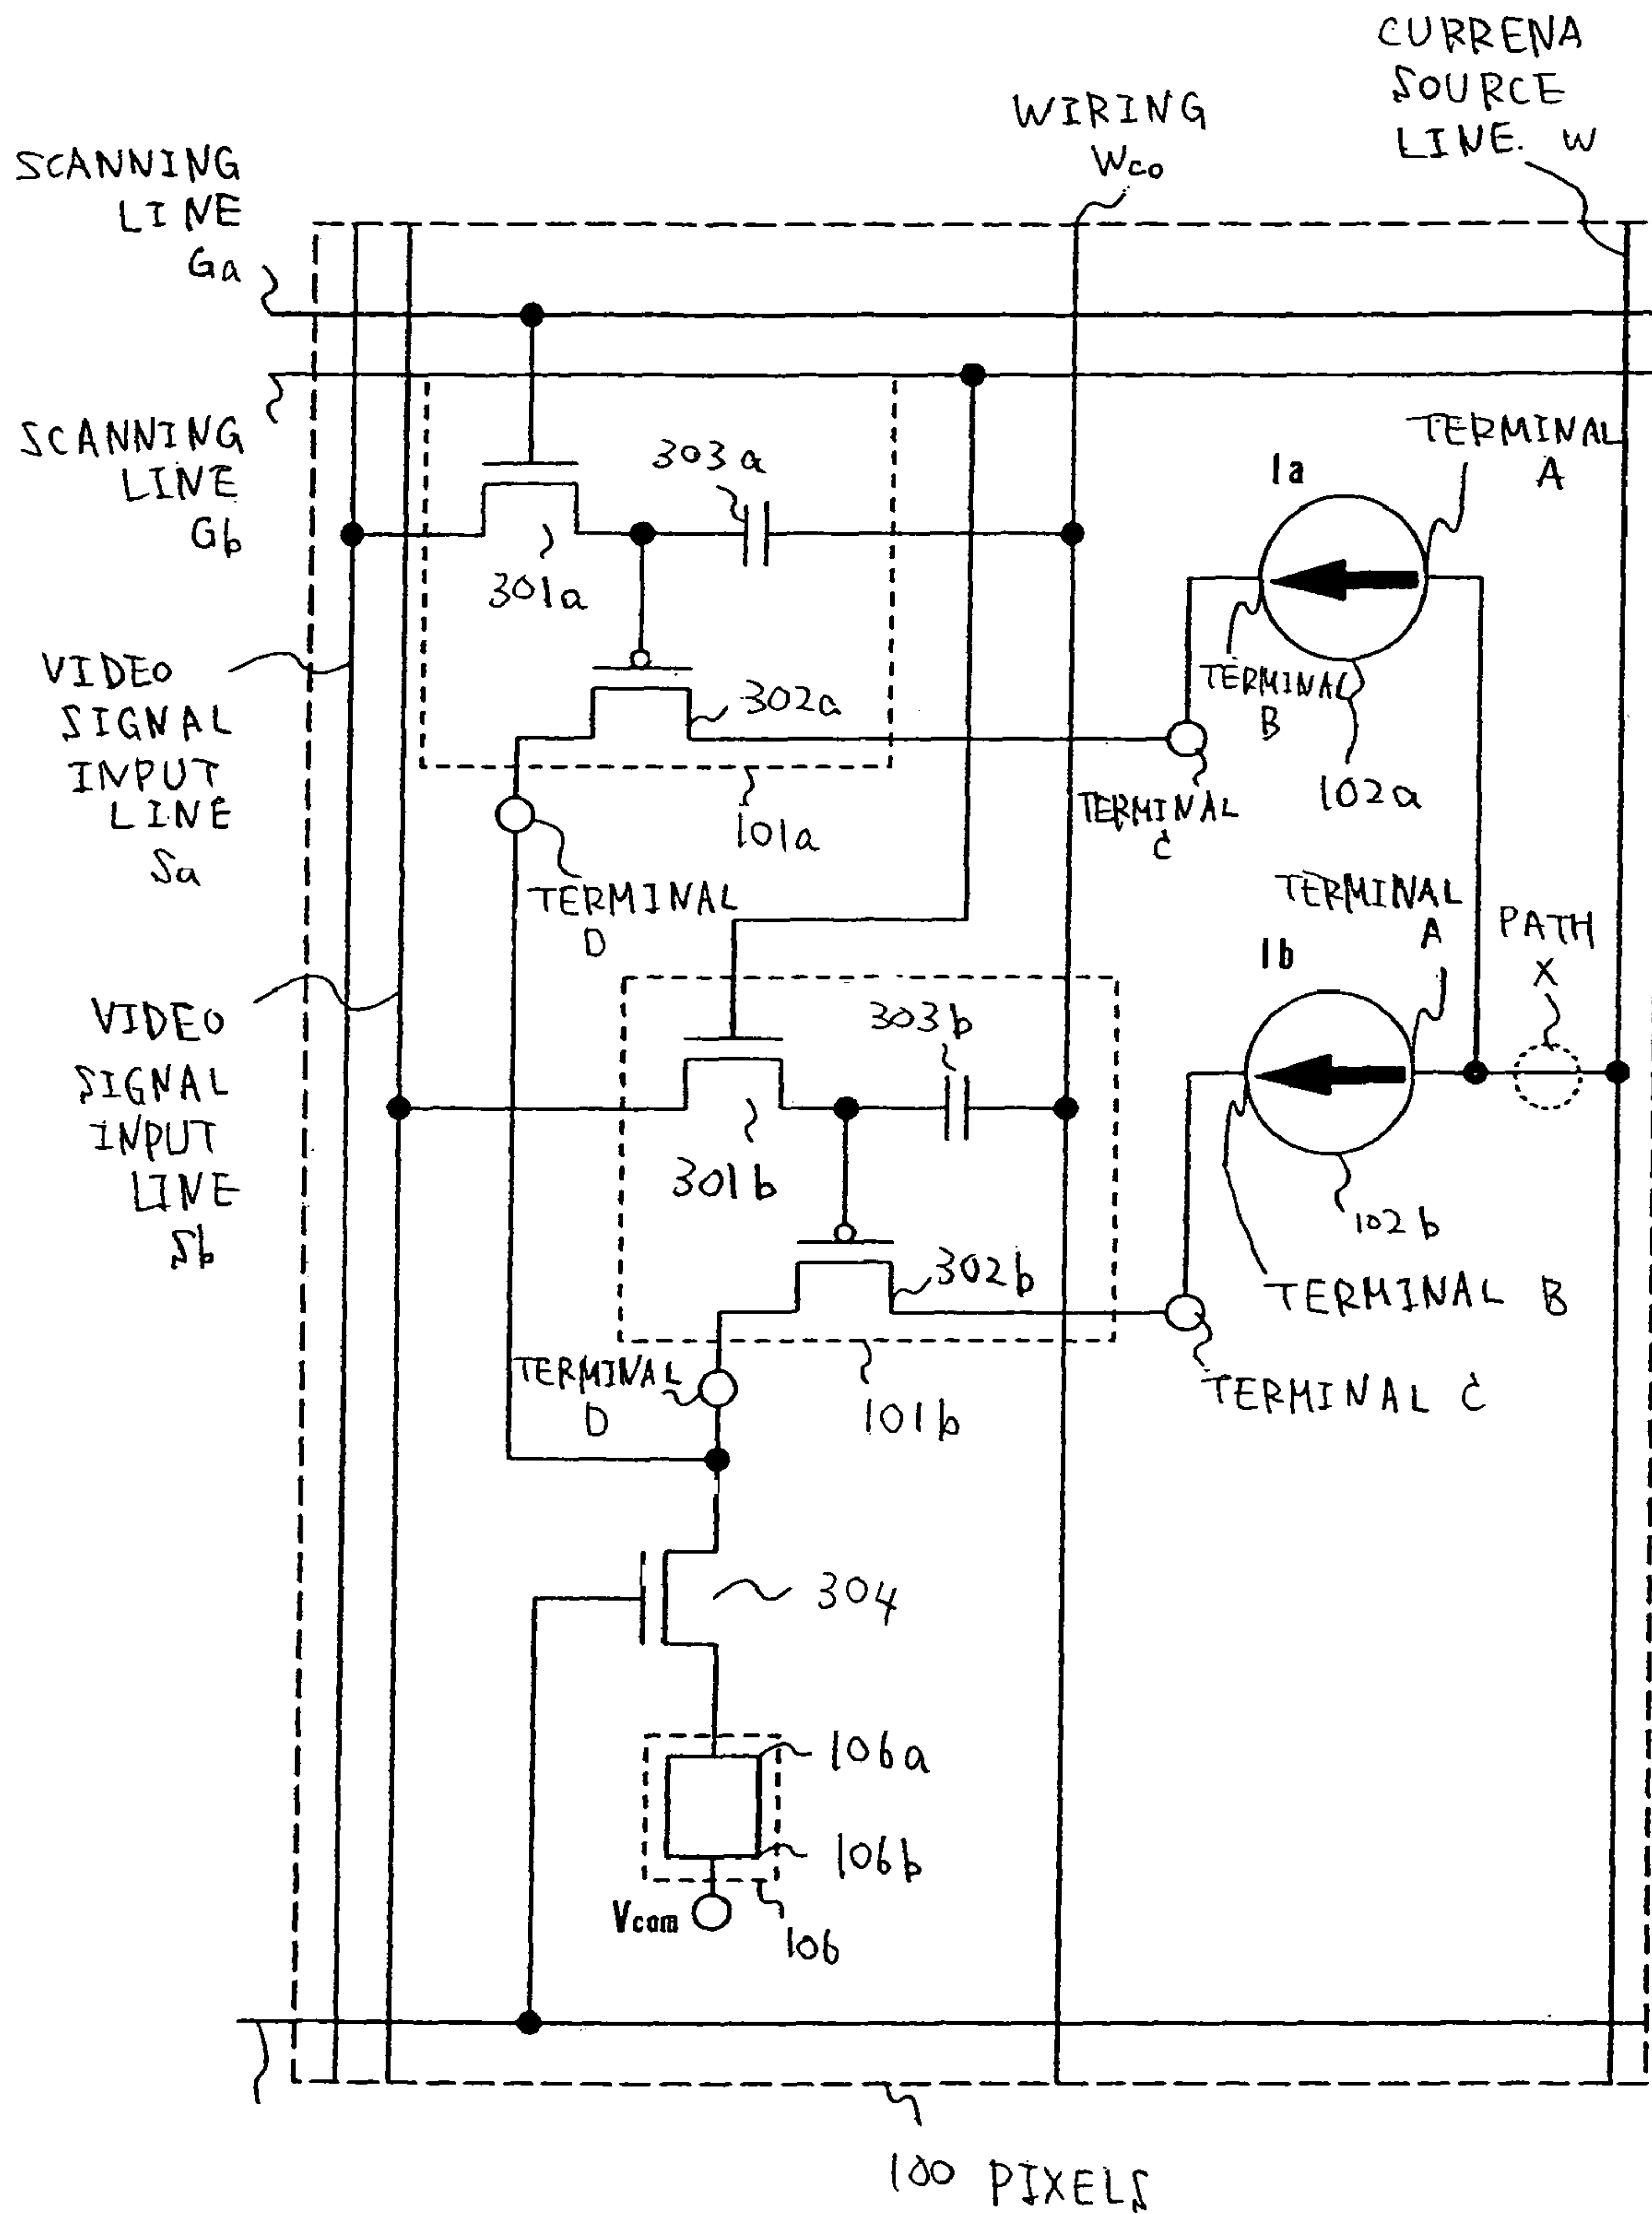 CURRENA
SOURCE
LINE. W
WIRING
Wco
SCANNING
LINE
Ga
SCANNING
LINE
Gb
303a
301a
302a
101a
TERMINAL
A
Ia
TERMINAL
B
102a
TERMINAL
C
VIDEO
SIGNAL
INPUT
LINE
Sa
TERMINAL
D
TERMINAL
A
PATH
X
Ib
303b
301b
302b
102b
TERMINAL B
TERMINAL C
101b
TERMINAL
D
VIDEO
SIGNAL
INPUT
LINE
Sb
304
106a
106b
Vcom
106
100 PIXELS